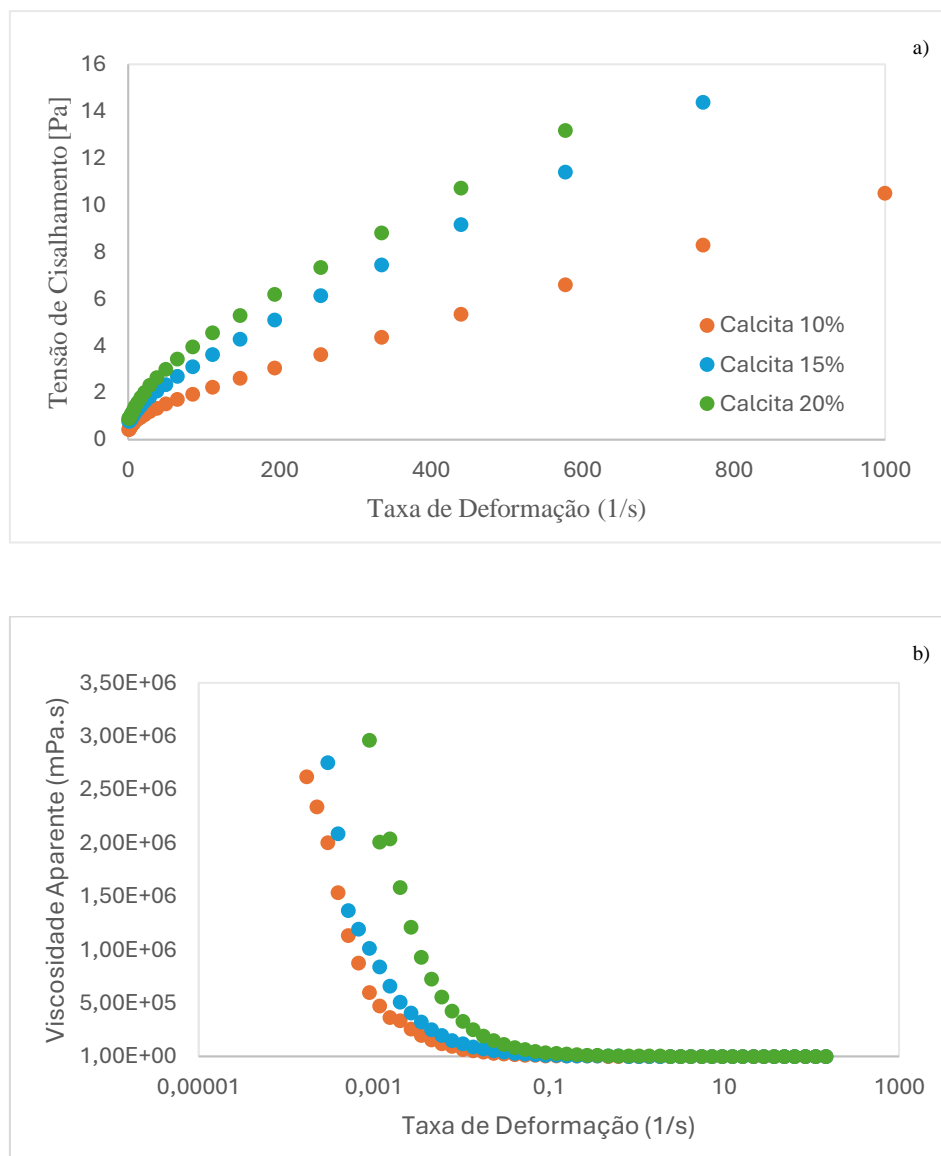 a)
Tensão de Cisalhamento [Pa]
16
14
12
10
8
6
4
2
0
0 200 400 600 800 1000
Taxa de Deformação (1/s)
Calcita 10%
Calcita 15%
Calcita 20%
b)
Viscosidade Aparente (mPa.s)
3,50E+06
3,00E+06
2,50E+06
2,00E+06
1,50E+06
1,00E+06
5,00E+05
1,00E+00
0,00001 0,001 0,1 10 1000
Taxa de Deformação (1/s)